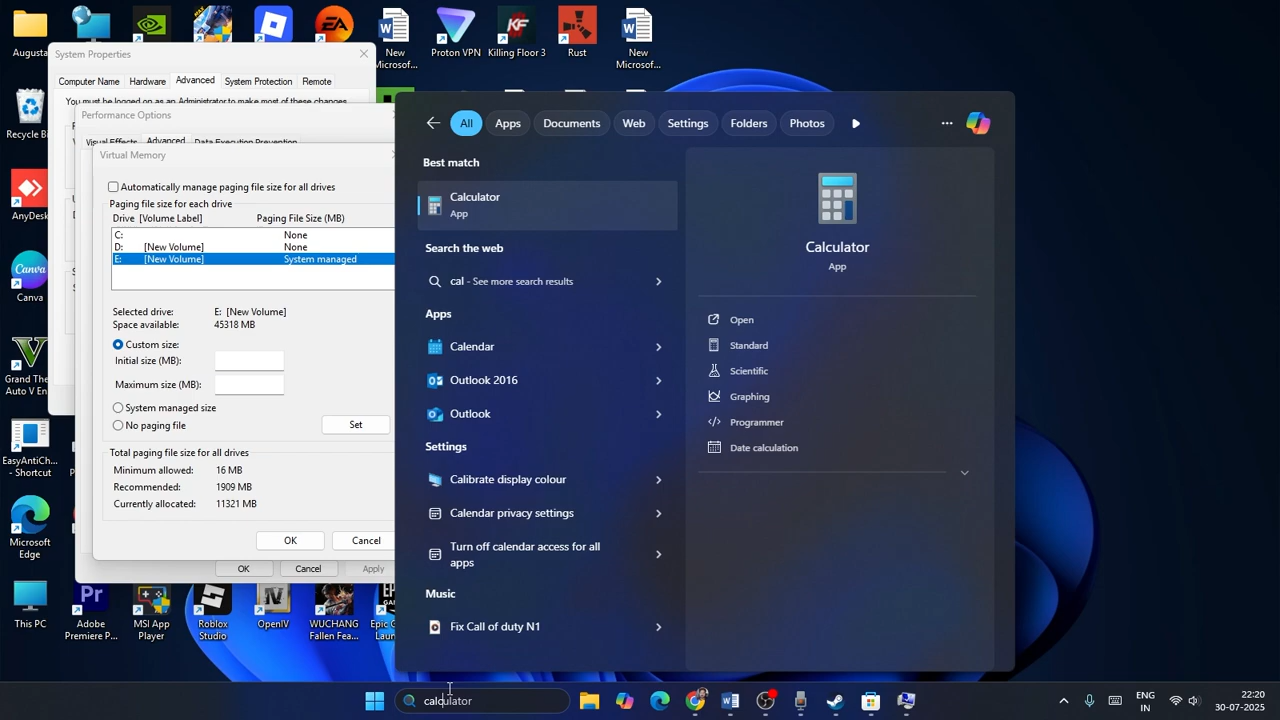 Augusta...
New Microsof...
Proton VPN
Killing Floor 3
Rust
New Microsof...
System Properties
Computer Name Hardware Advanced System Protection Remote
You must be logged on as an Administrator to make most of these changes.
Performance Options
Visual Effects Advanced Data Execution Prevention
Virtual Memory
Automatically manage paging file size for all drives
Paging file size for each drive
Drive [Volume Label] Paging File Size (MB)
C: None
D: [New Volume] None
E: [New Volume] System managed
Selected drive: E: [New Volume]
Space available: 45318 MB
Custom size:
Initial size (MB):
Maximum size (MB):
System managed size
No paging file
Set
Total paging file size for all drives
Minimum allowed: 16 MB
Recommended: 1909 MB
Currently allocated: 11321 MB
OK Cancel
OK Cancel Apply
Recycle Bi
AnyDes
Canva
Grand The
Auto V En
EasyAntiCh...
- Shortcut
Microsoft
Edge
This PC
Adobe
Premiere P...
MSI App
Player
Roblox
Studio
OpenIV
WUCHANG
Fallen Fea...
Epic G
Laun
All Apps Documents Web Settings Folders Photos
Best match
Calculator
App
Search the web
cal - See more search results
Apps
Calendar
Outlook 2016
Outlook
Settings
Calibrate display colour
Calendar privacy settings
Turn off calendar access for all
apps
Music
Fix Call of duty N1
Calculator
App
Open
Standard
Scientific
Graphing
Programmer
Date calculation
calculator
ENG
IN
22:20
30-07-2025